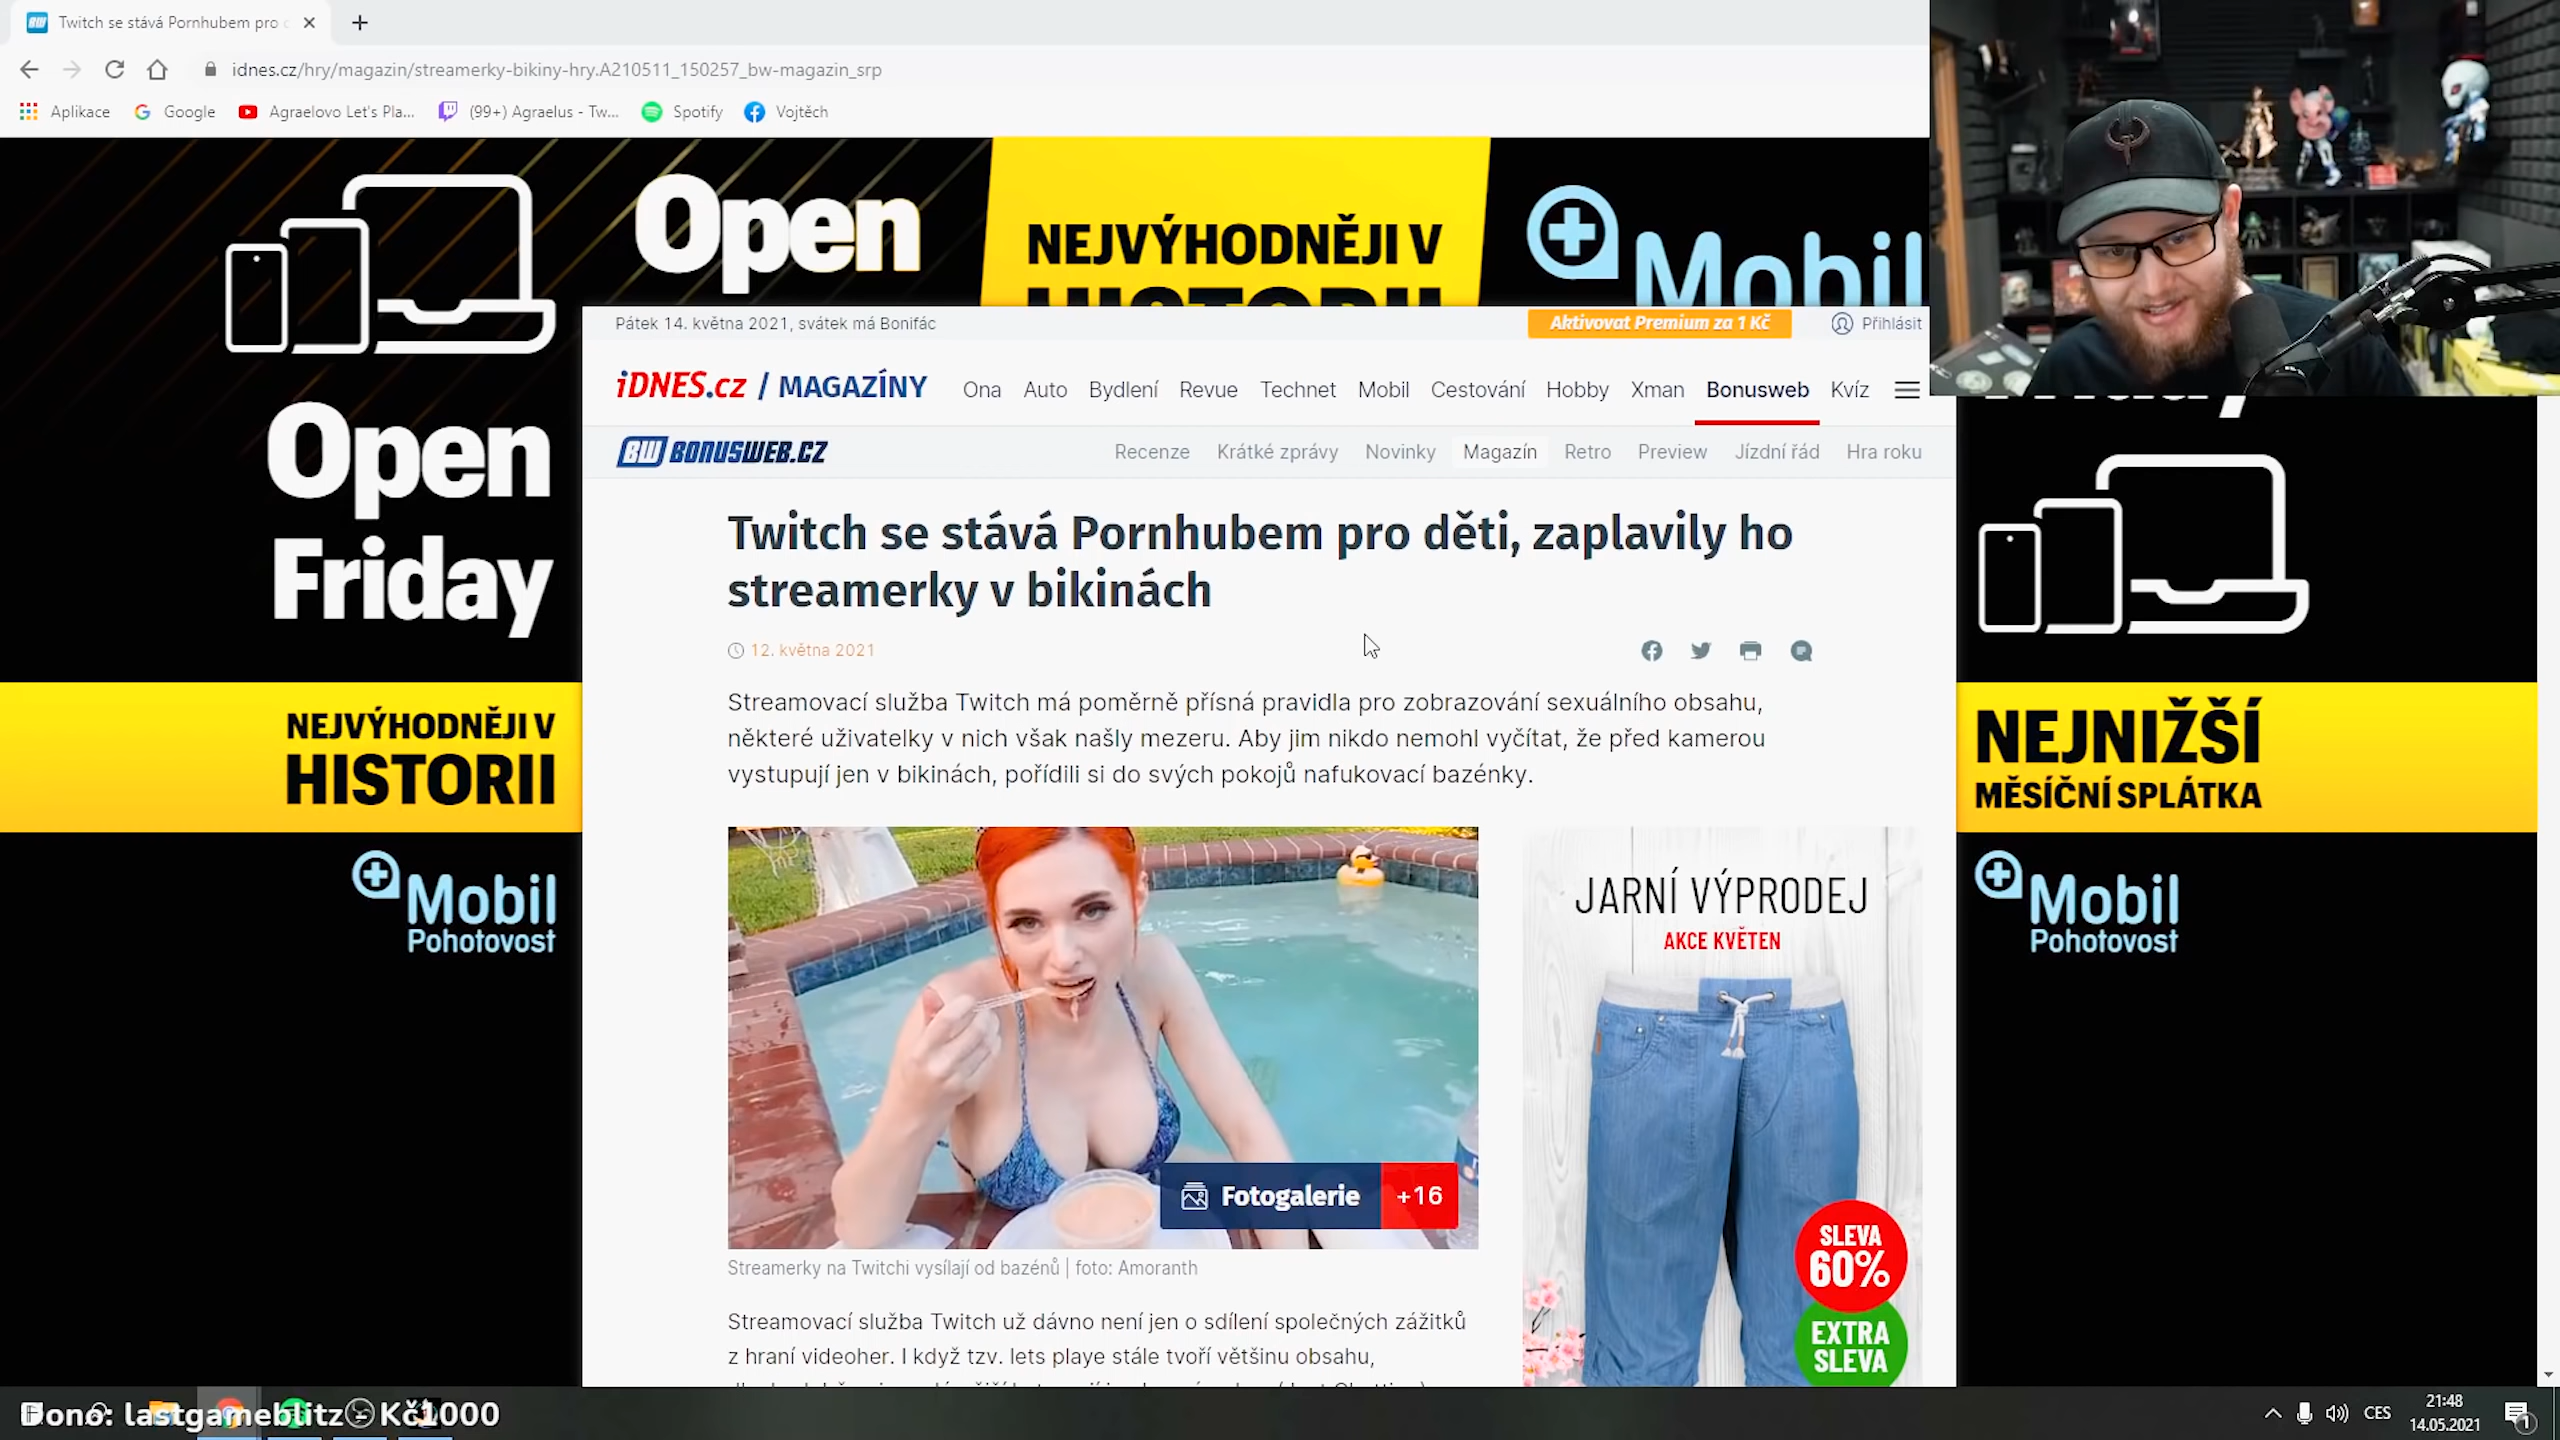 Twitch se stává Pornhubem pro
idnes.cz/hry/magazin/streamerky-bikiny-hry.A210511_150257_bw-magazin_srp
Aplikace
Google
Agraelovo Let's Pla...
(99+) Agraelus - Tw...
Spotify
Vojtěch
Open
NEJVÝHODNĚJI V
HISTORII
Mobil
Open
Friday
NEJVÝHODNĚJI V
HISTORII
Mobil
Pohotovost
Pátek 14. května 2021, svátek má Bonifác
Aktivovat Premium za 1 Kč
Přihlásit
iDNES.cz / MAGAZÍNY
Ona Auto Bydlení Revue Technet Mobil Cestování Hobby Xman Bonusweb Kvíz
BW BONUSWEB.CZ
Recenze Krátké zprávy Novinky Magazín Retro Preview Jízdní řád Hra roku
Twitch se stává Pornhubem pro děti, zaplavily ho
streamerky v bikinách
12. května 2021
Streamovací služba Twitch má poměrně přísná pravidla pro zobrazování sexuálního obsahu,
některé uživatelky v nich však našly mezeru. Aby jim nikdo nemohl vyčítat, že před kamerou
vystupují jen v bikinách, pořídili si do svých pokojů nafukovací bazénky.
Fotogalerie +16
Streamerky na Twitchi vysílají od bazénů | foto: Amoranth
Streamovací služba Twitch už dávno není jen o sdílení společných zážitků
z hraní videoher. I když tzv. lets playe stále tvoří většinu obsahu,
JARNÍ VÝPRODEJ
AKCE KVĚTEN
SLEVA
60%
EXTRA
SLEVA
NEJNIŽŠÍ
MĚSÍČNÍ SPLÁTKA
Mobil
Pohotovost
Dono: lastgameblitz - Kč1000
CES
21:48
14.05.2021
1